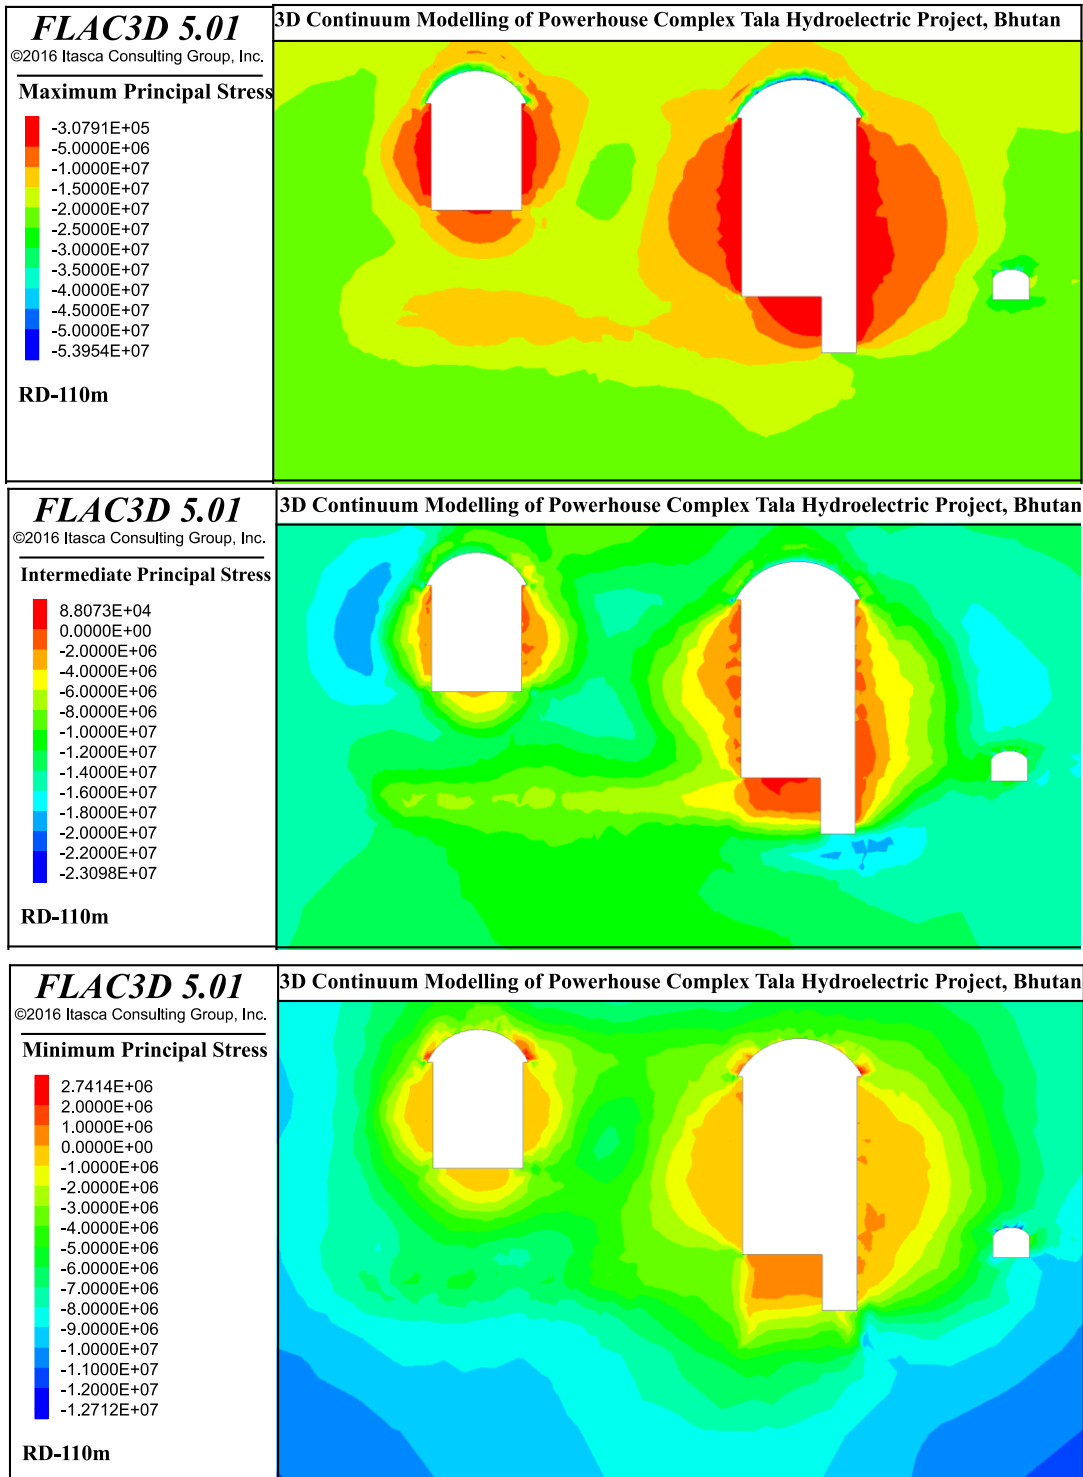 FLAC3D 5.01
©2016 Itasca Consulting Group, Inc.
Maximum Principal Stress
-3.0791E+05
-5.0000E+06
-1.0000E+07
-1.5000E+07
-2.0000E+07
-2.5000E+07
-3.0000E+07
-3.5000E+07
-4.0000E+07
-4.5000E+07
-5.0000E+07
-5.3954E+07
RD-110m
3D Continuum Modelling of Powerhouse Complex Tala Hydroelectric Project, Bhutan
FLAC3D 5.01
©2016 Itasca Consulting Group, Inc.
Intermediate Principal Stress
8.8073E+04
0.0000E+00
-2.0000E+06
-4.0000E+06
-6.0000E+06
-8.0000E+06
-1.0000E+07
-1.2000E+07
-1.4000E+07
-1.6000E+07
-1.8000E+07
-2.0000E+07
-2.2000E+07
-2.3098E+07
RD-110m
3D Continuum Modelling of Powerhouse Complex Tala Hydroelectric Project, Bhutan
FLAC3D 5.01
©2016 Itasca Consulting Group, Inc.
Minimum Principal Stress
2.7414E+06
2.0000E+06
1.0000E+06
0.0000E+00
-1.0000E+06
-2.0000E+06
-3.0000E+06
-4.0000E+06
-5.0000E+06
-6.0000E+06
-7.0000E+06
-8.0000E+06
-9.0000E+06
-1.0000E+07
-1.1000E+07
-1.2000E+07
-1.2712E+07
RD-110m
3D Continuum Modelling of Powerhouse Complex Tala Hydroelectric Project, Bhutan